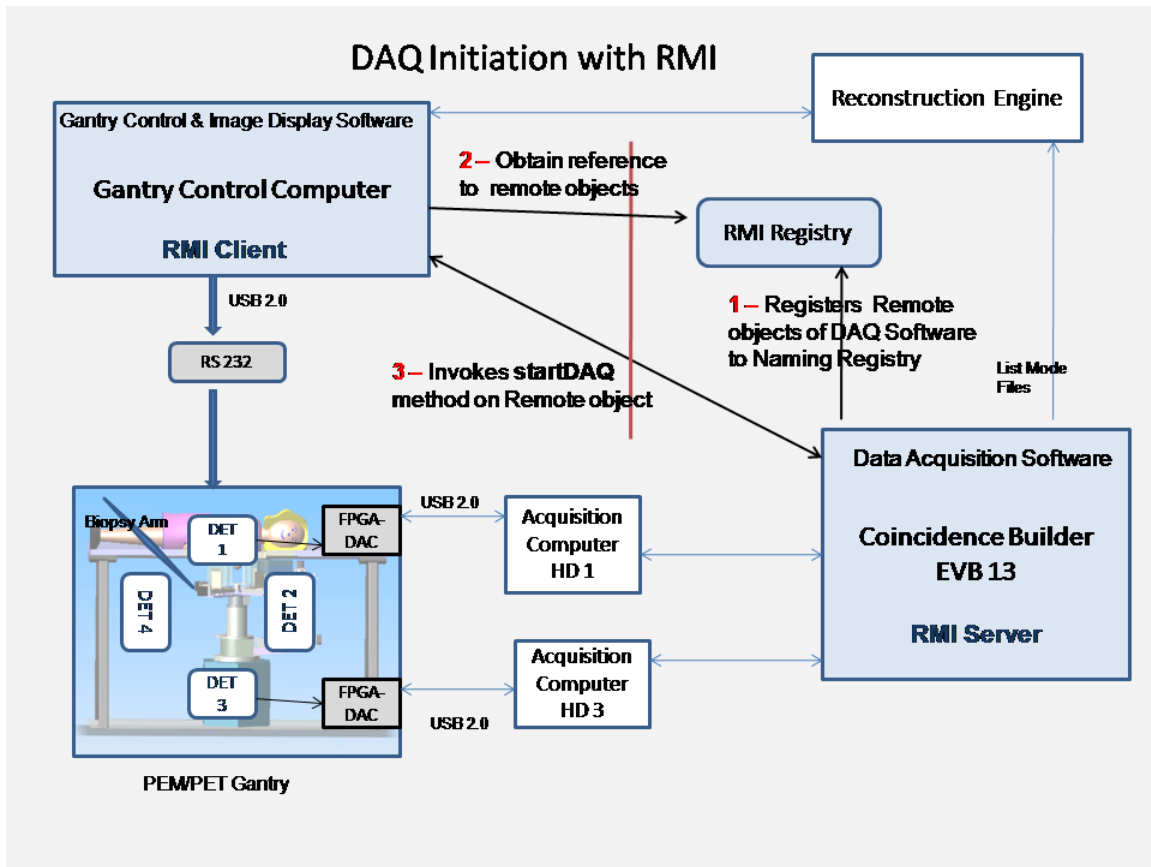 DAQ Initiation with RMI
Reconstruction Engine
Gantry Control & Image Display Software
Gantry Control Computer
RMI Client
2 – Obtain reference
to remote objects
RMI Registry
USB 2.0
1 – Registers Remote
objects of DAQ Software
to Naming Registry
RS 232
3 – Invokes startDAQ
method on Remote object
List Mode
Files
Data Acquisition Software
Coincidence Builder
EVB 13
RMI Server
Biopsy Arm
DET
1
FPGA-
DAC
USB 2.0
Acquisition
Computer
HD 1
DET 4
DET 2
DET
3
FPGA-
DAC
USB 2.0
Acquisition
Computer
HD 3
PEM/PET Gantry